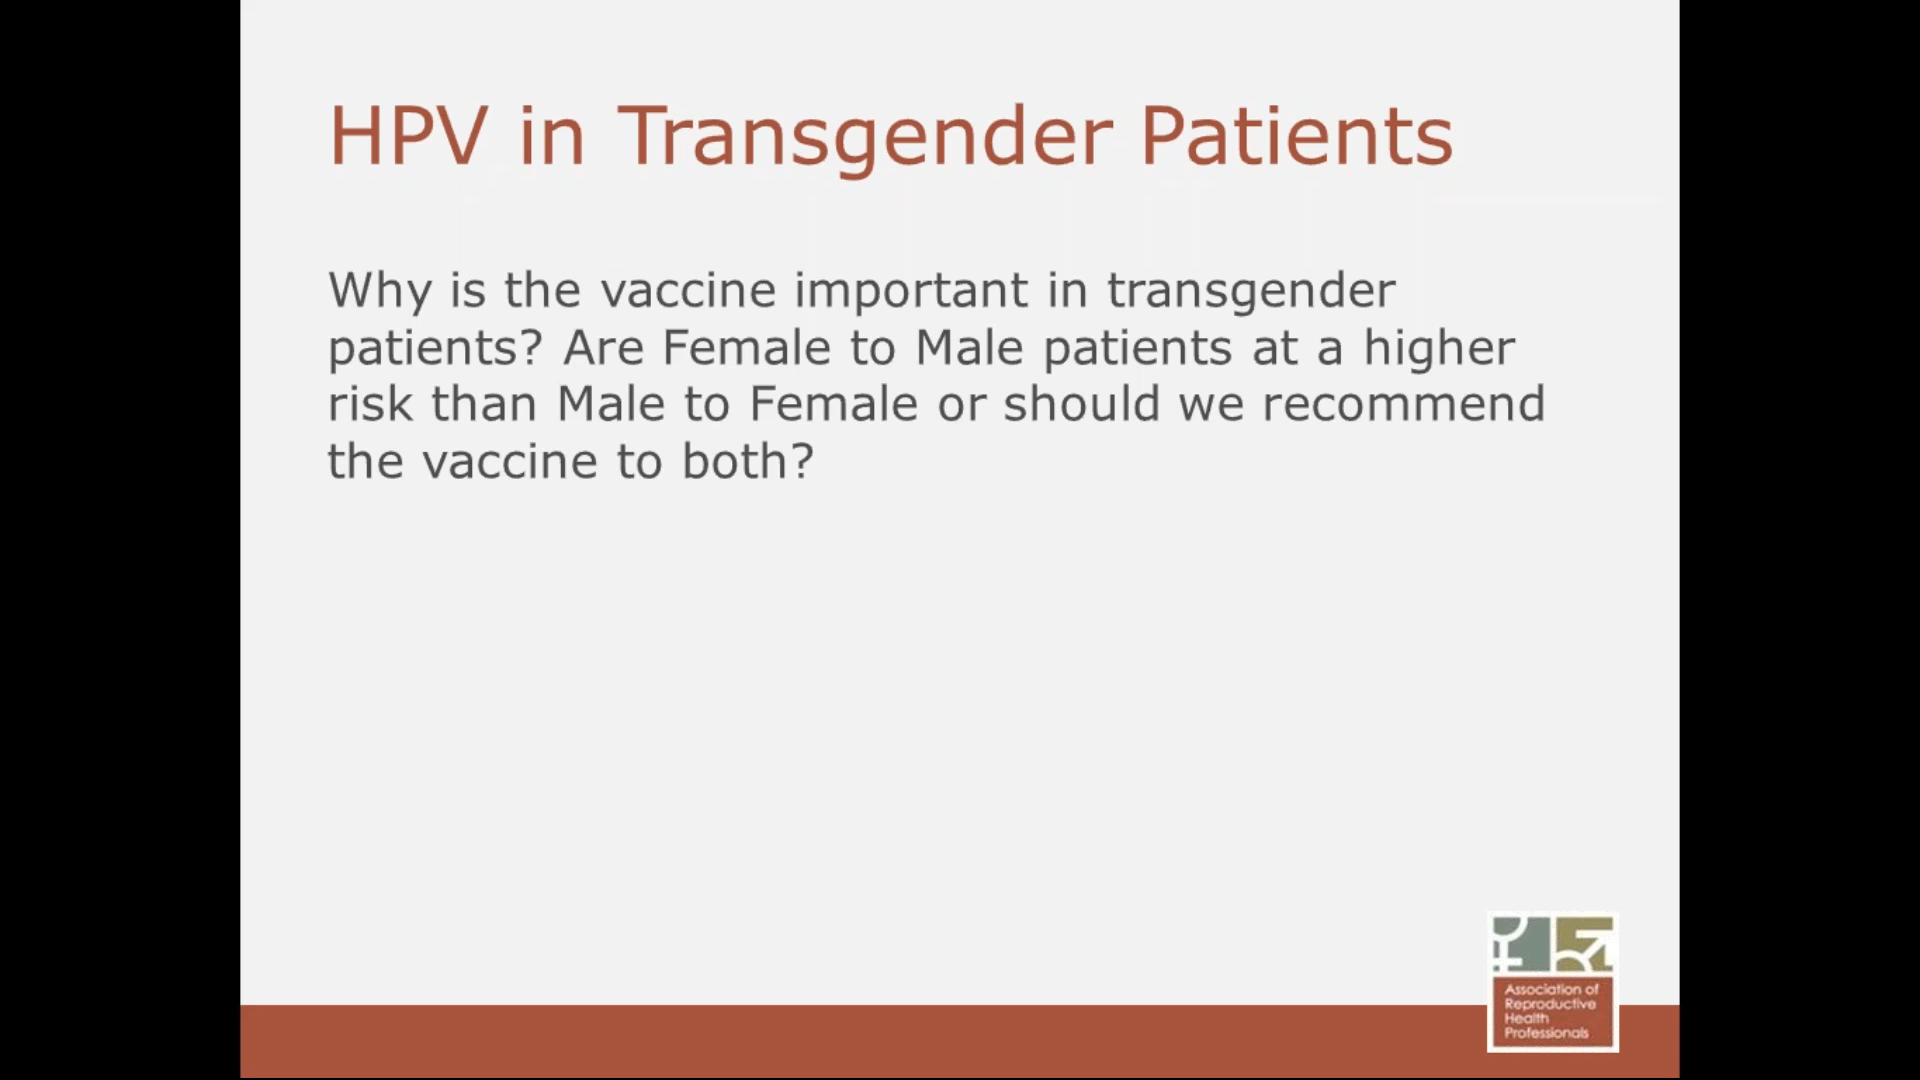 HPV in Transgender Patients
Why is the vaccine important in transgender
patients? Are Female to Male patients at a higher
risk than Male to Female or should we recommend
the vaccine to both?
Association of
Reproductive
Health
Professionals